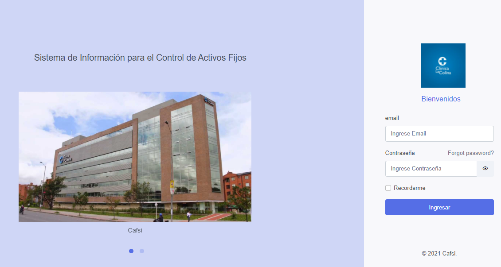 Sistema de Información para el Control de Activos Fijos
Cafsi
Bienvenidos
email
Ingrese Email
Contraseña
Forgot password?
Ingrese Contraseña
Recordarme
Ingresar
© 2021 Cafsi.